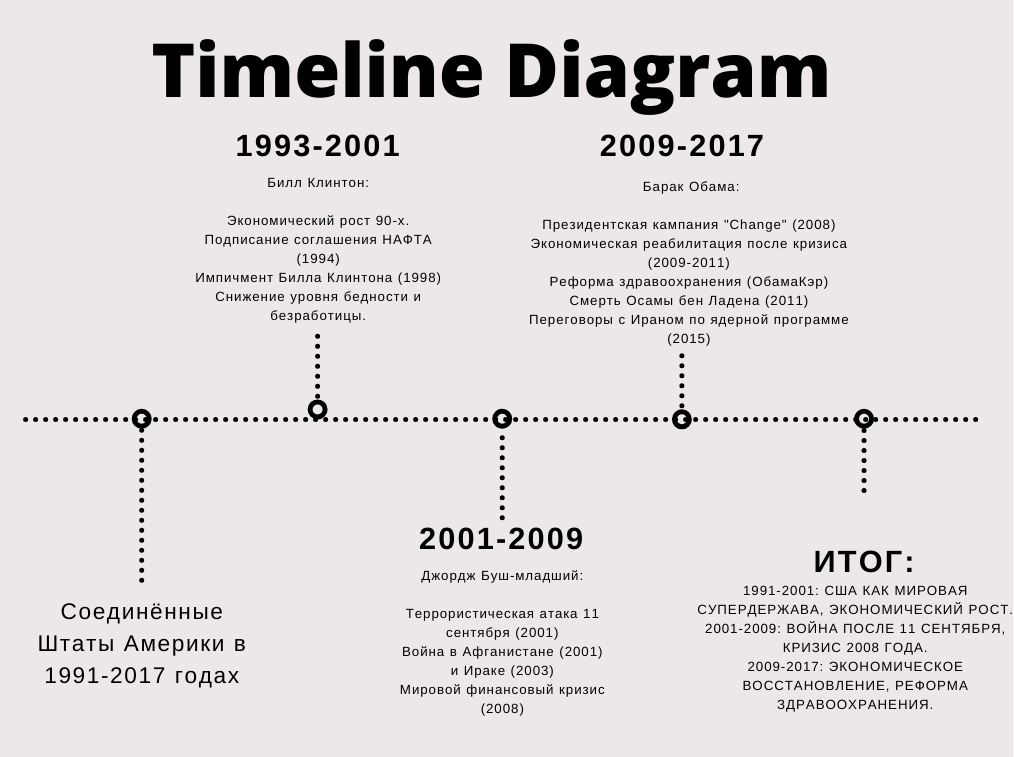 Timeline Diagram
1993-2001
Билл Клинтон:
Экономический рост 90-х.
Подписание соглашения НАФТА
(1994)
Импичмент Билла Клинтона (1998)
Снижение уровня бедности и
безработицы.
2009-2017
Барак Обама:
Президентская кампания "Change" (2008)
Экономическая реабилитация после кризиса
(2009-2011)
Реформа здравоохранения (ОбамаКэр)
Смерть Осамы бен Ладена (2011)
Переговоры с Ираном по ядерной программе
(2015)
Соединённые
Штаты Америки в
1991-2017 годах
2001-2009
Джордж Буш-младший:
Террористическая атака 11
сентября (2001)
Война в Афганистане (2001)
и Ираке (2003)
Мировой финансовый кризис
(2008)
ИТОГ:
1991-2001: США КАК МИРОВАЯ
СУПЕРДЕРЖАВА, ЭКОНОМИЧЕСКИЙ РОСТ.
2001-2009: ВОЙНА ПОСЛЕ 11 СЕНТЯБРЯ,
КРИЗИС 2008 ГОДА.
2009-2017: ЭКОНОМИЧЕСКОЕ
ВОССТАНОВЛЕНИЕ, РЕФОРМА
ЗДРАВООХРАНЕНИЯ.